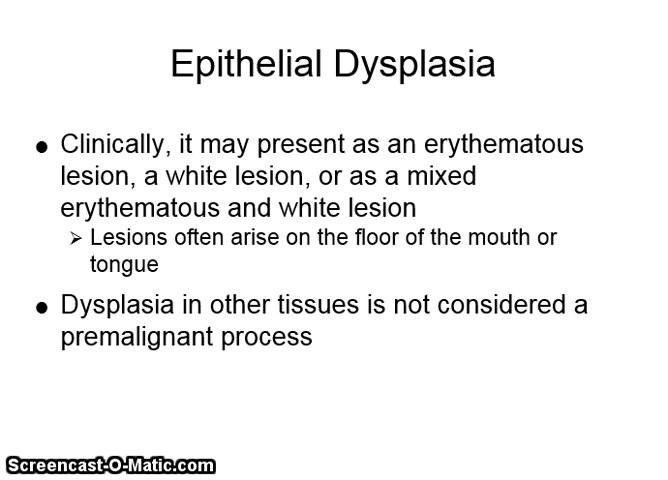 Epithelial Dysplasia
● Clinically, it may present as an erythematous
lesion, a white lesion, or as a mixed
erythematous and white lesion
➢ Lesions often arise on the floor of the mouth or
tongue
● Dysplasia in other tissues is not considered a
premalignant process
Screencast-O-Matic.com